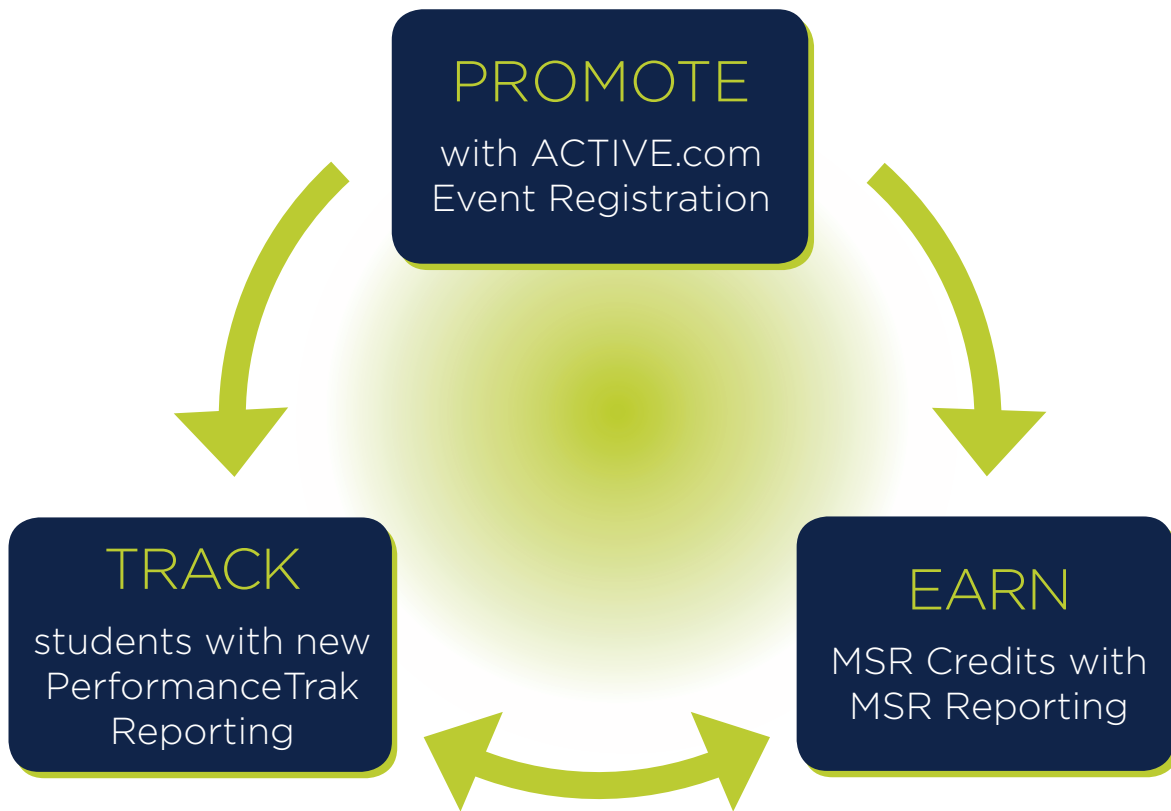 PROMOTE
with ACTIVE.com
Event Registration
TRACK
students with new
PerformanceTrak
Reporting
EARN
MSR Credits with
MSR Reporting